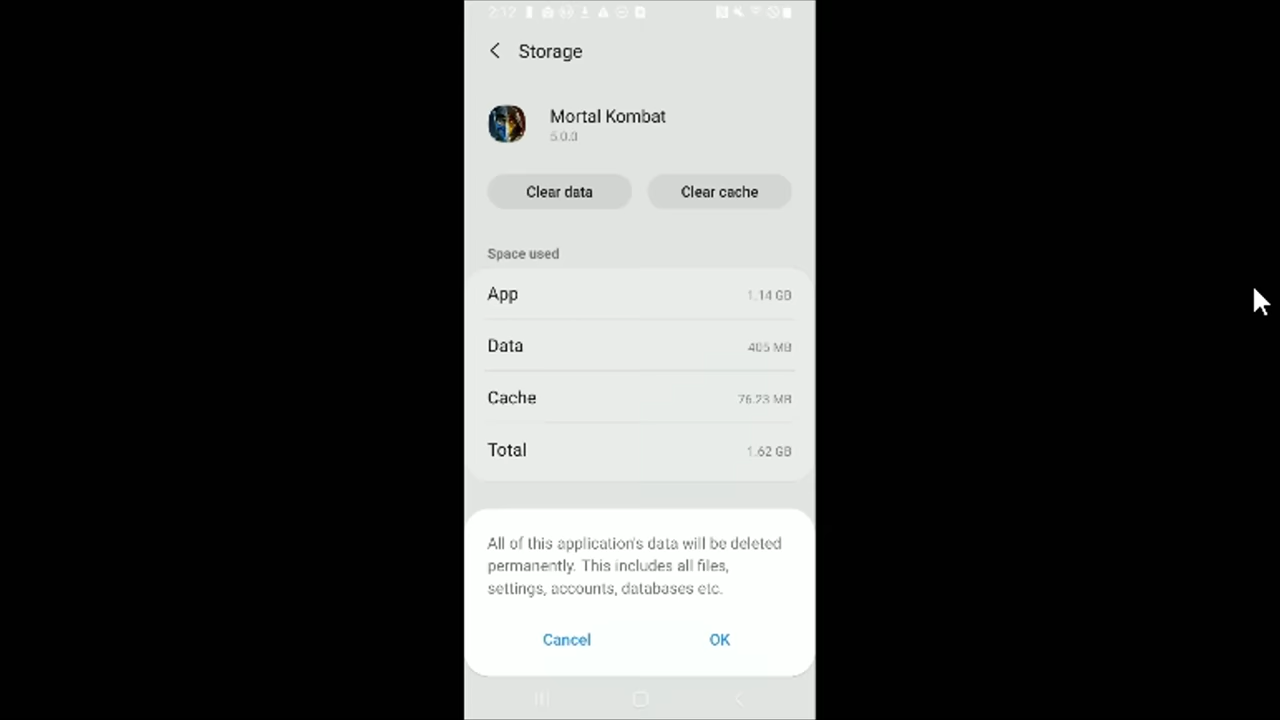 2:12
Storage
Mortal Kombat
5.0.0
Clear data
Clear cache
Space used
App 1.14 GB
Data 405 MB
Cache 76.23 MB
Total 1.62 GB
All of this application's data will be deleted
permanently. This includes all files,
settings, accounts, databases etc.
Cancel
OK